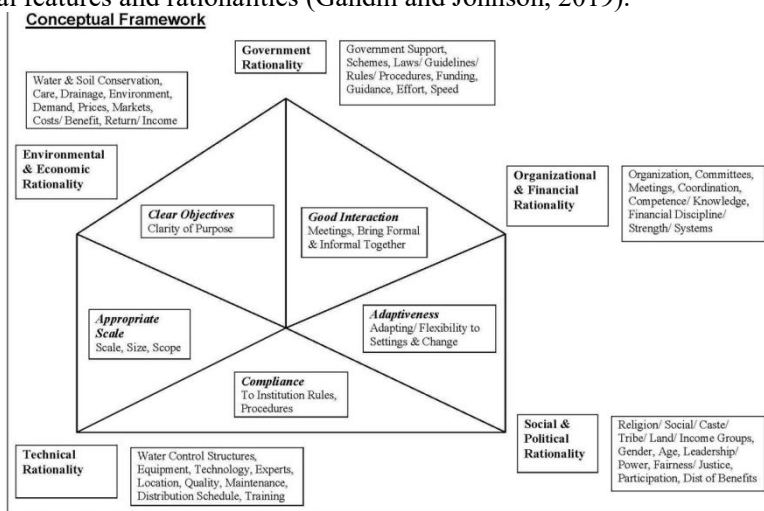 al features and rationalities (Gandhi and Johnson, 2019).
Conceptual Framework
Government
Rationality
Government Support,
Schemes, Laws/ Guidelines/
Rules/ Procedures, Funding,
Guidance, Effort, Speed
Water & Soil Conservation,
Care, Drainage, Environment,
Demand, Prices, Markets,
Costs/ Benefit, Return/ Income
Environmental
& Economic
Rationality
Organizational
& Financial
Rationality
Organization, Committees,
Meetings, Coordination,
Competence/ Knowledge,
Financial Discipline/
Strength/ Systems
Clear Objectives
Clarity of Purpose
Good Interaction
Meetings, Bring Formal
& Informal Together
Appropriate
Scale
Scale, Size, Scope
Adaptiveness
Adapting/ Flexibility to
Settings & Change
Compliance
To Institution Rules,
Procedures
Technical
Rationality
Water Control Structures,
Equipment, Technology, Experts,
Location, Quality, Maintenance,
Distribution Schedule, Training
Social &
Political
Rationality
Religion/ Social/ Caste/
Tribe/ Land/ Income Groups,
Gender, Age, Leadership/
Power, Fairness/ Justice,
Participation, Dist of Benefits